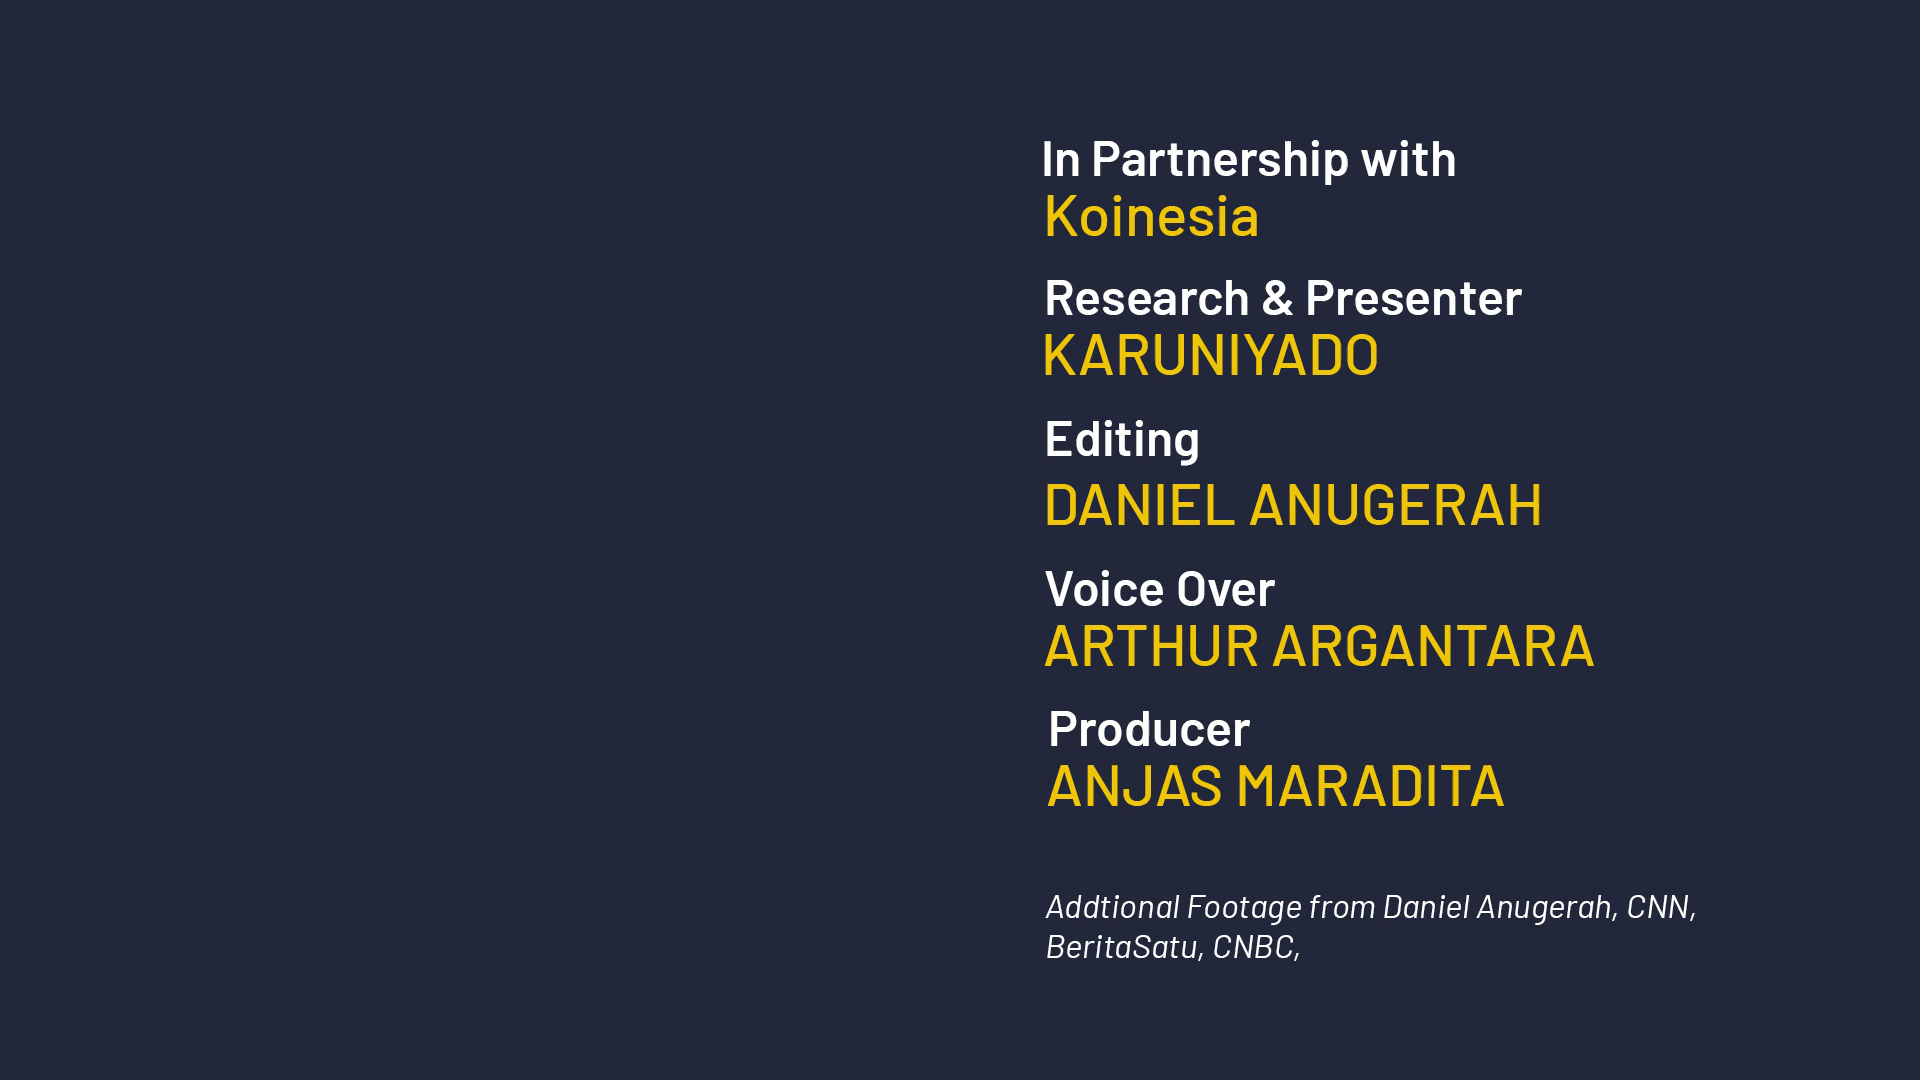 In Partnership with
Koinesia
Research & Presenter
KARUNIYADO
Editing
DANIEL ANUGERAH
Voice Over
ARTHUR ARGANTARA
Producer
ANJAS MARADITA
Addtional Footage from Daniel Anugerah, CNN,
BeritaSatu, CNBC,